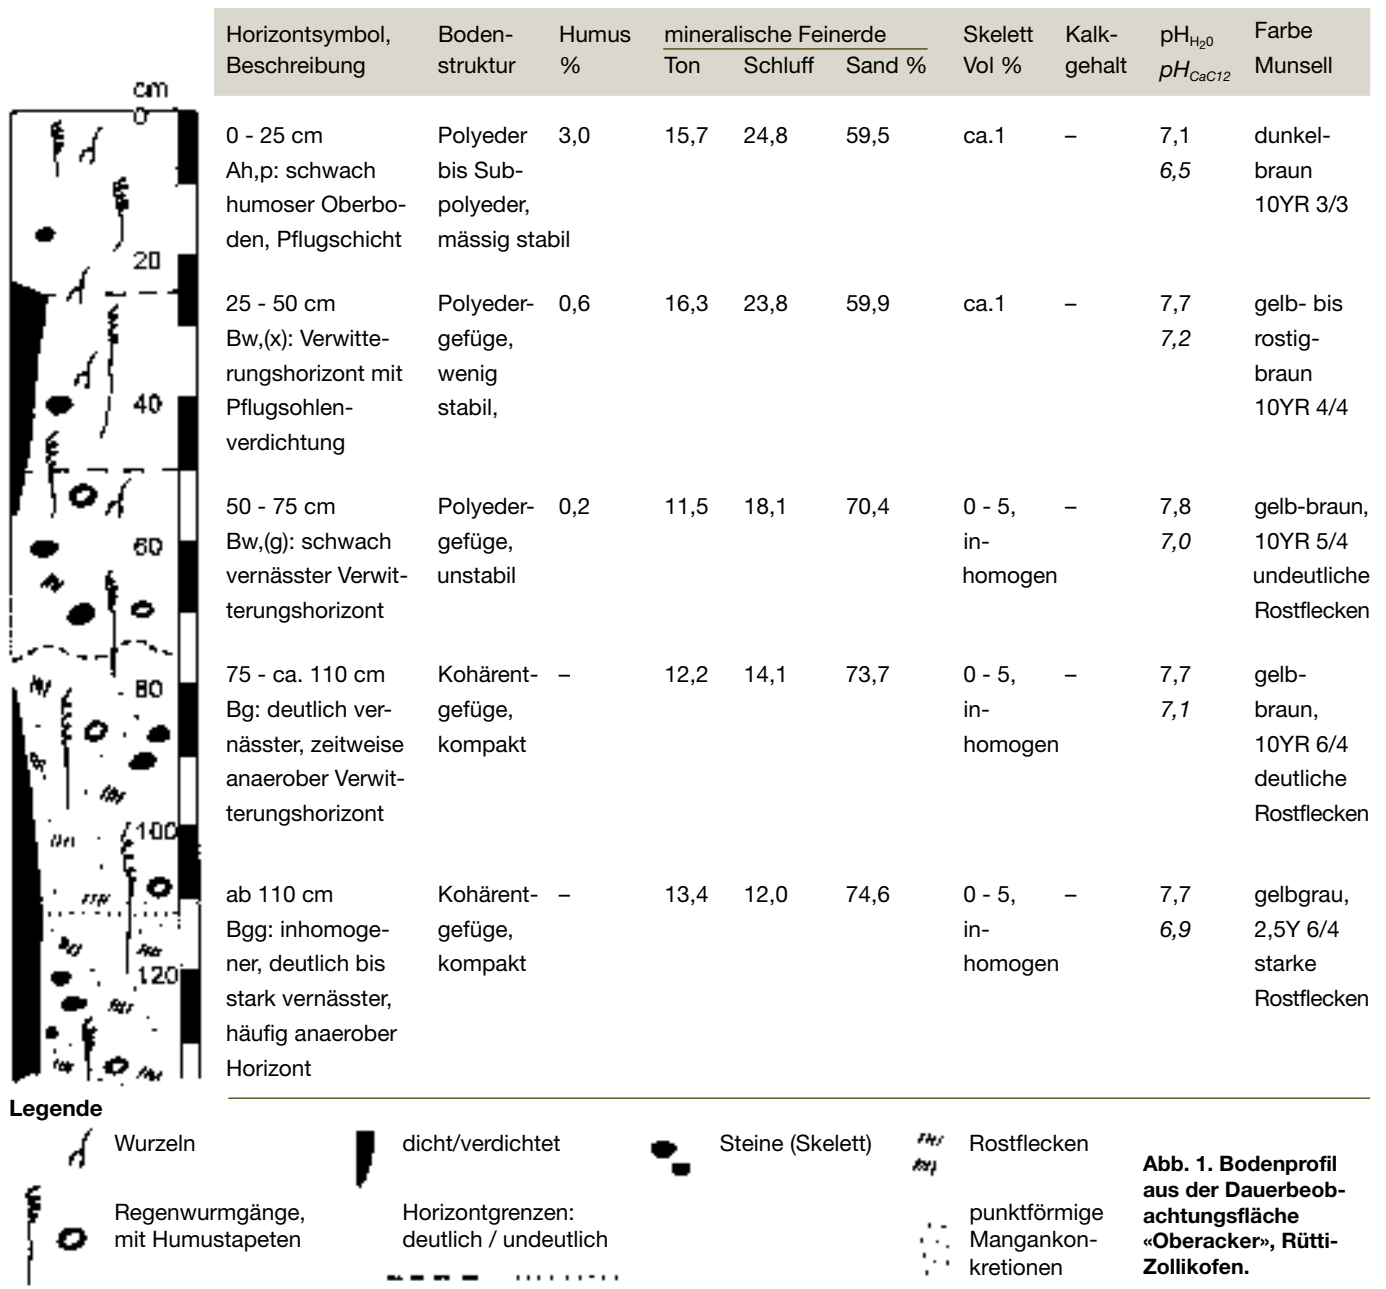 Horizontsymbol, Boden- Humus mineralische Feinerde Skelett Kalk- pHH20 Farbe
Beschreibung struktur % Ton Schluff Sand % Vol % gehalt pHCaC12 Munsell
cm
0
0 - 25 cm Polyeder 3,0 15,7 24,8 59,5 ca.1 – 7,1 dunkel-
Ah,p: schwach bis Sub- 6,5 braun
humoser Oberbo- polyeder, 10YR 3/3
den, Pflugschicht mässig stabil
20
25 - 50 cm Polyeder- 0,6 16,3 23,8 59,9 ca.1 – 7,7 gelb- bis
Bw,(x): Verwitte- gefüge, 7,2 rostig-
rungshorizont mit wenig braun
40 Pflugsohlen- stabil, 10YR 4/4
verdichtung
50 - 75 cm Polyeder- 0,2 11,5 18,1 70,4 0 - 5, – 7,8 gelb-braun,
60 Bw,(g): schwach gefüge, in- 7,0 10YR 5/4
vernässter Verwit- unstabil homogen undeutliche
terungshorizont Rostflecken
75 - ca. 110 cm Kohärent- – 12,2 14,1 73,7 0 - 5, – 7,7 gelb-
80
Bg: deutlich ver- gefüge, in- 7,1 braun,
nässter, zeitweise kompakt homogen 10YR 6/4
anaerober Verwit- deutliche
terungshorizont Rostflecken
100
ab 110 cm Kohärent- – 13,4 12,0 74,6 0 - 5, – 7,7 gelbgrau,
Bgg: inhomoge- gefüge, in- 6,9 2,5Y 6/4
ner, deutlich bis kompakt homogen starke
120
stark vernässter, Rostflecken
häufig anaerober
Horizont
Legende
Wurzeln
dicht/verdichtet
Steine (Skelett)
Rostflecken
Regenwurmgänge,
mit Humustapeten
Horizontgrenzen:
deutlich / undeutlich
punktförmige
Mangankon-
kretionen
Abb. 1. Bodenprofil
aus der Dauerbeob-
achtungsfläche
«Oberacker», Rütti-
Zollikofen.